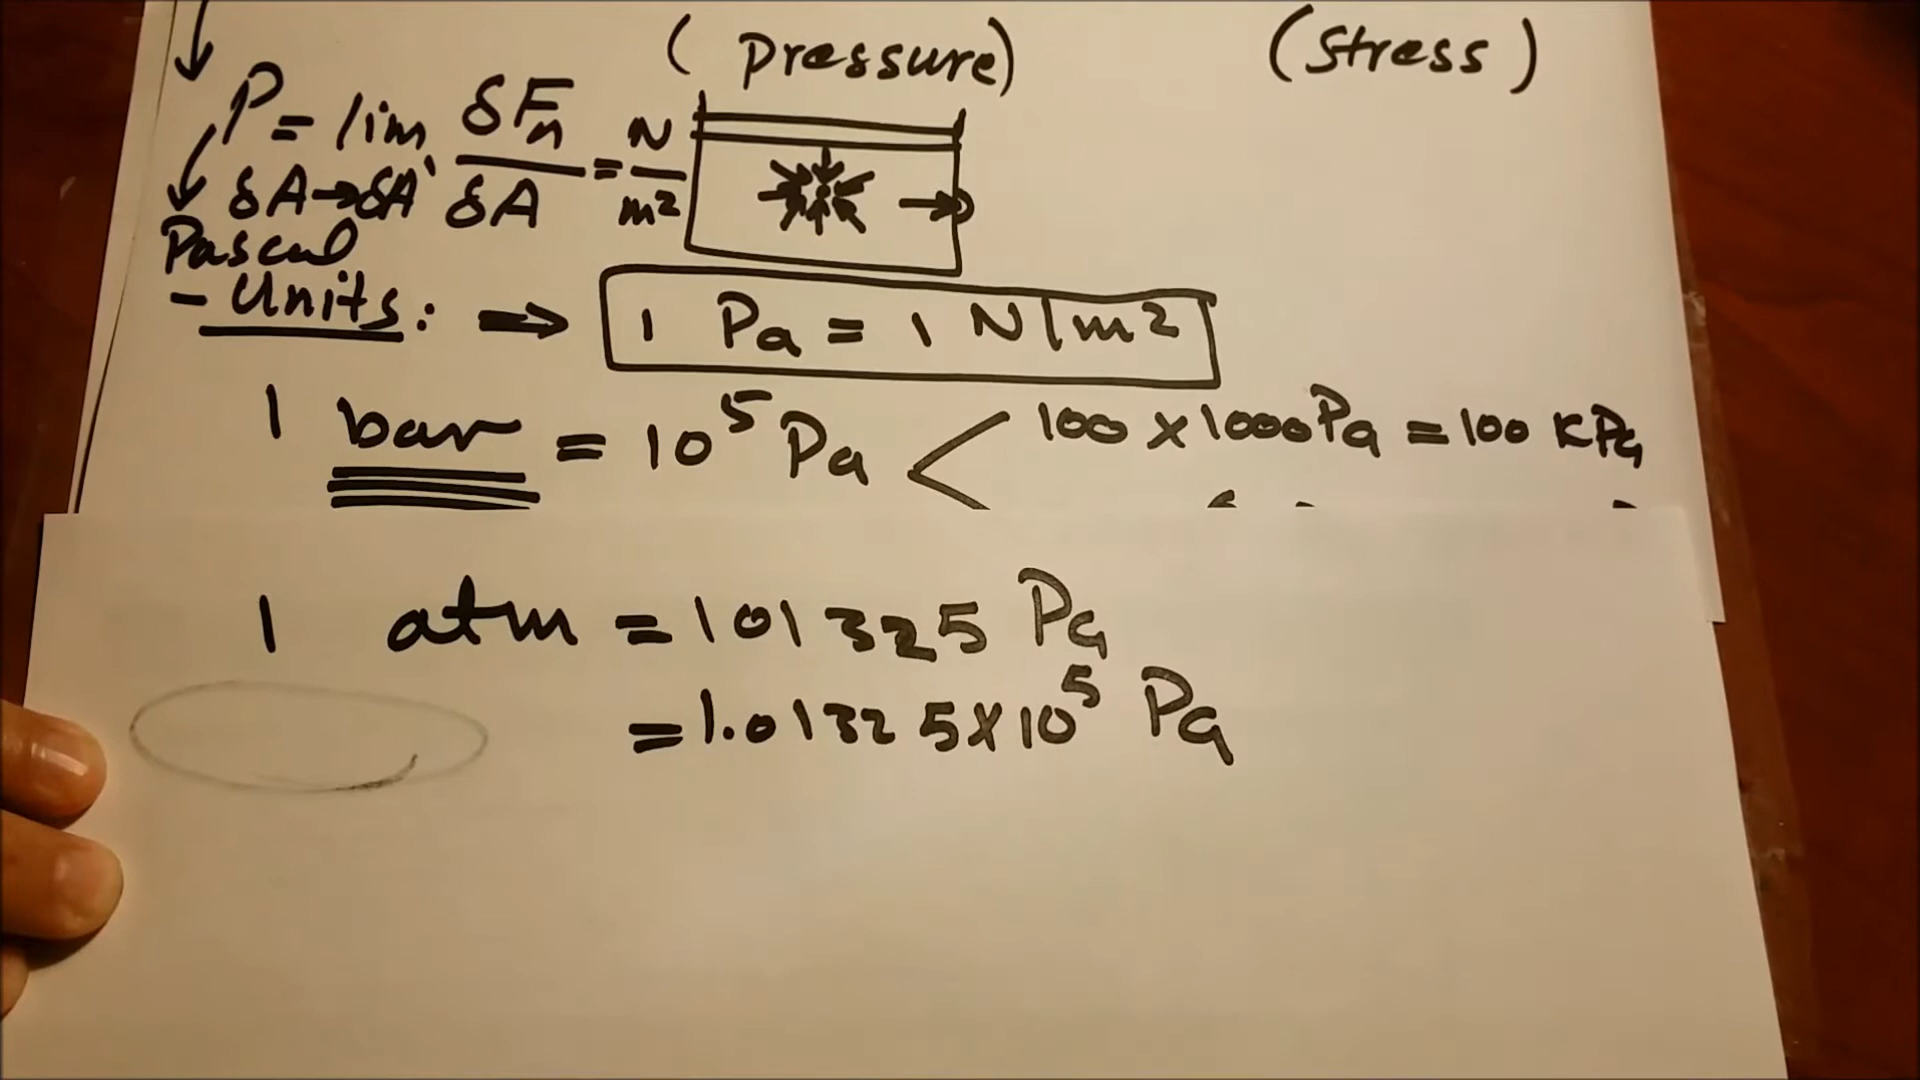 (Pressure) (Stress)
P = lim δFn/δA = N/m²
δA→δA'
Pascal
- Units: ⇒ 1 Pa = 1 N/m²
1 bar = 10⁵ Pa < 100 x 1000 Pa = 100 KPa
1 atm = 101325 Pa
= 1.01325 x 10⁵ Pa